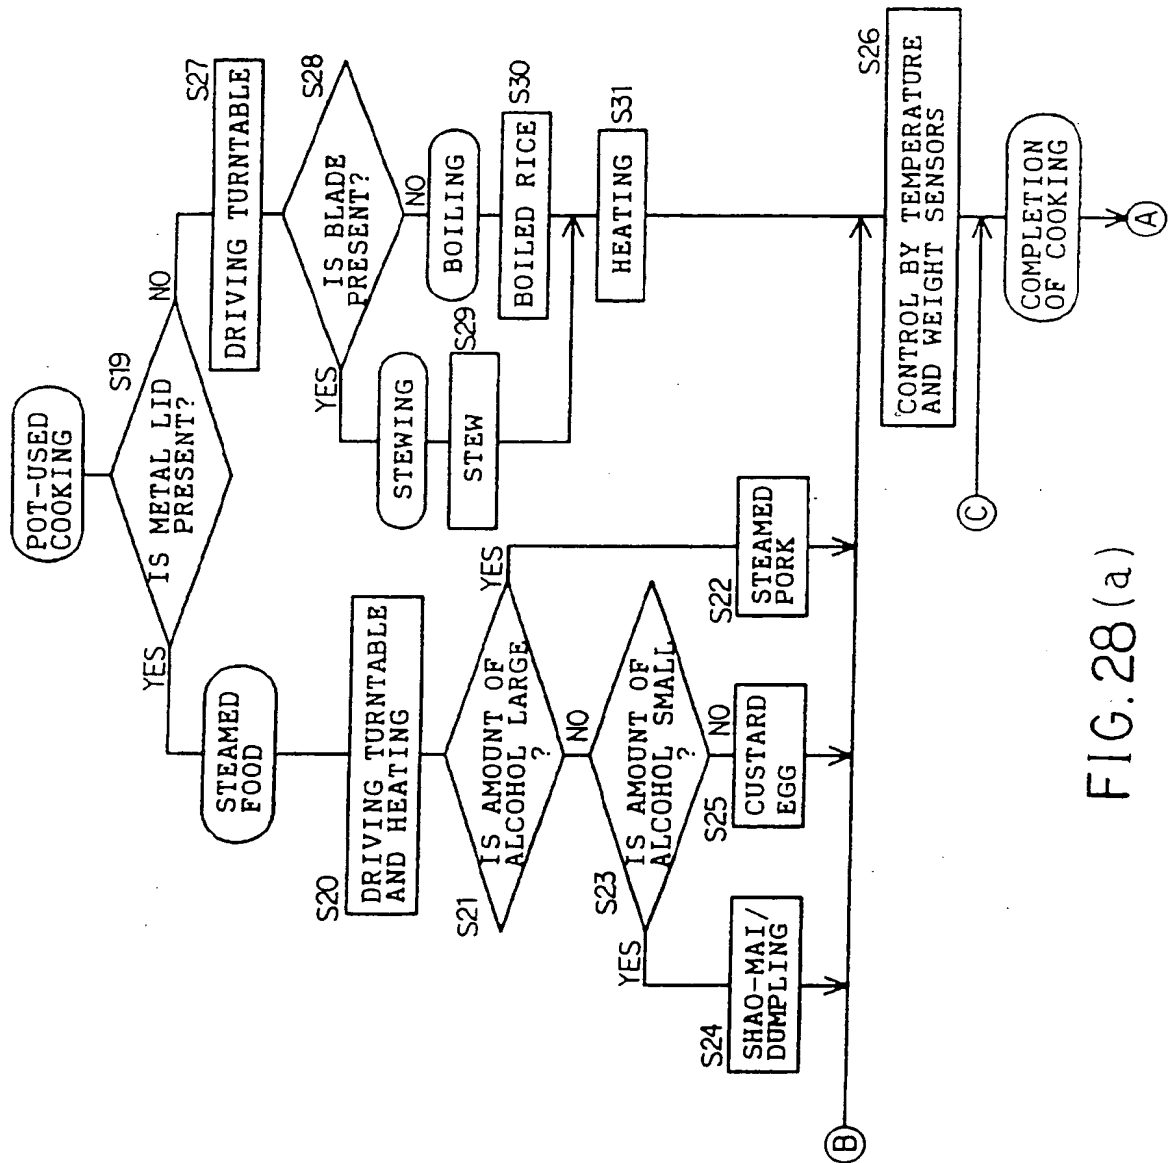 POT-USED
COOKING
S19
IS METAL LID
PRESENT?
YES
NO
STEAMED
FOOD
S20
DRIVING TURNTABLE
AND HEATING
S21
IS AMOUNT OF
ALCOHOL LARGE
?
YES
NO
S22
STEAMED
PORK
S23
IS AMOUNT OF
ALCOHOL SMALL
?
YES
NO
S24
SHAO-MAI/
DUMPLING
S25
CUSTARD
EGG
S27
DRIVING TURNTABLE
S28
IS BLADE
PRESENT?
YES
NO
STEWING
S29
STEW
BOILING
S30
BOILED RICE
S31
HEATING
B
S26
CONTROL BY TEMPERATURE
AND WEIGHT SENSORS
C
COMPLETION
OF COOKING
A
FIG.28(a)